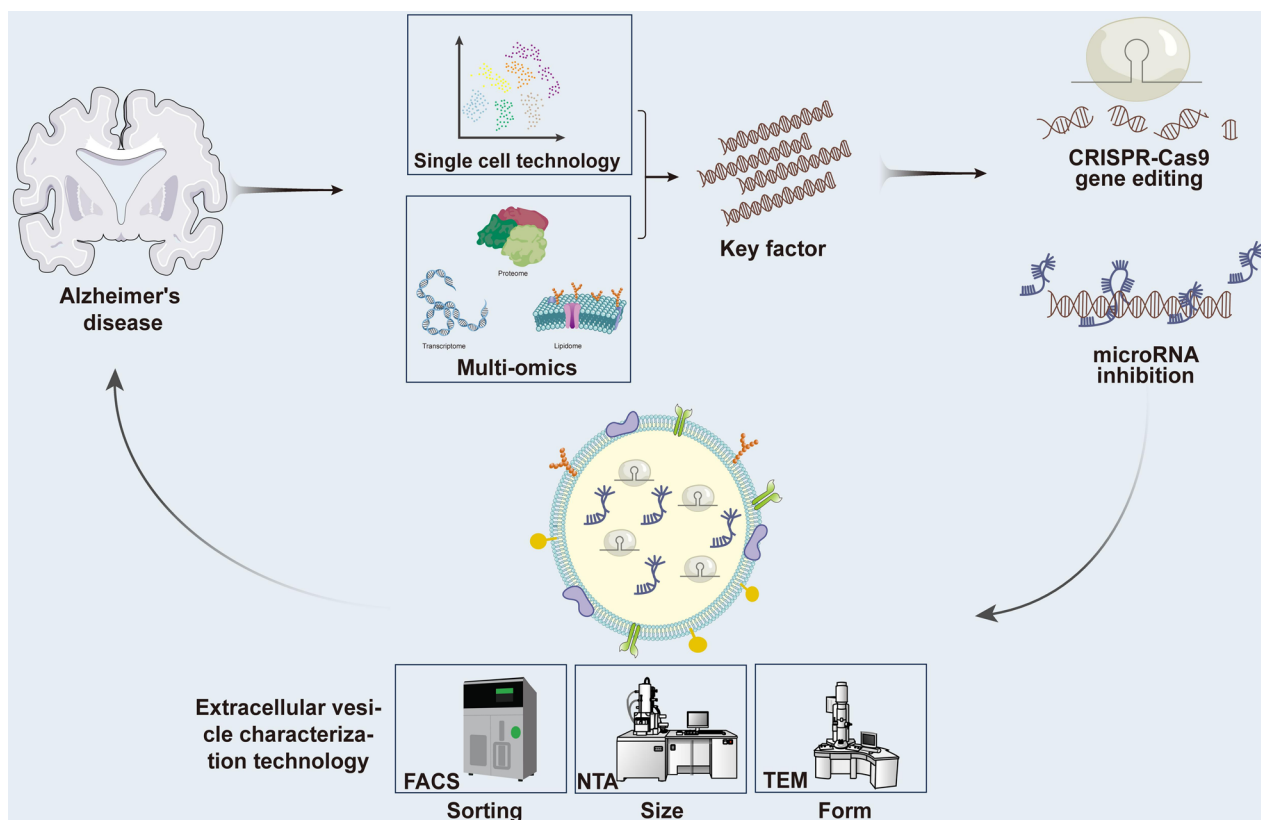 Single cell technology
Proteome
Transcriptome
Lipidome
Multi-omics
Alzheimer's
disease
Key factor
CRISPR-Cas9
gene editing
microRNA
inhibition
Extracellular vesi-
cle characteriza-
tion technology
FACS
NTA
TEM
Sorting
Size
Form